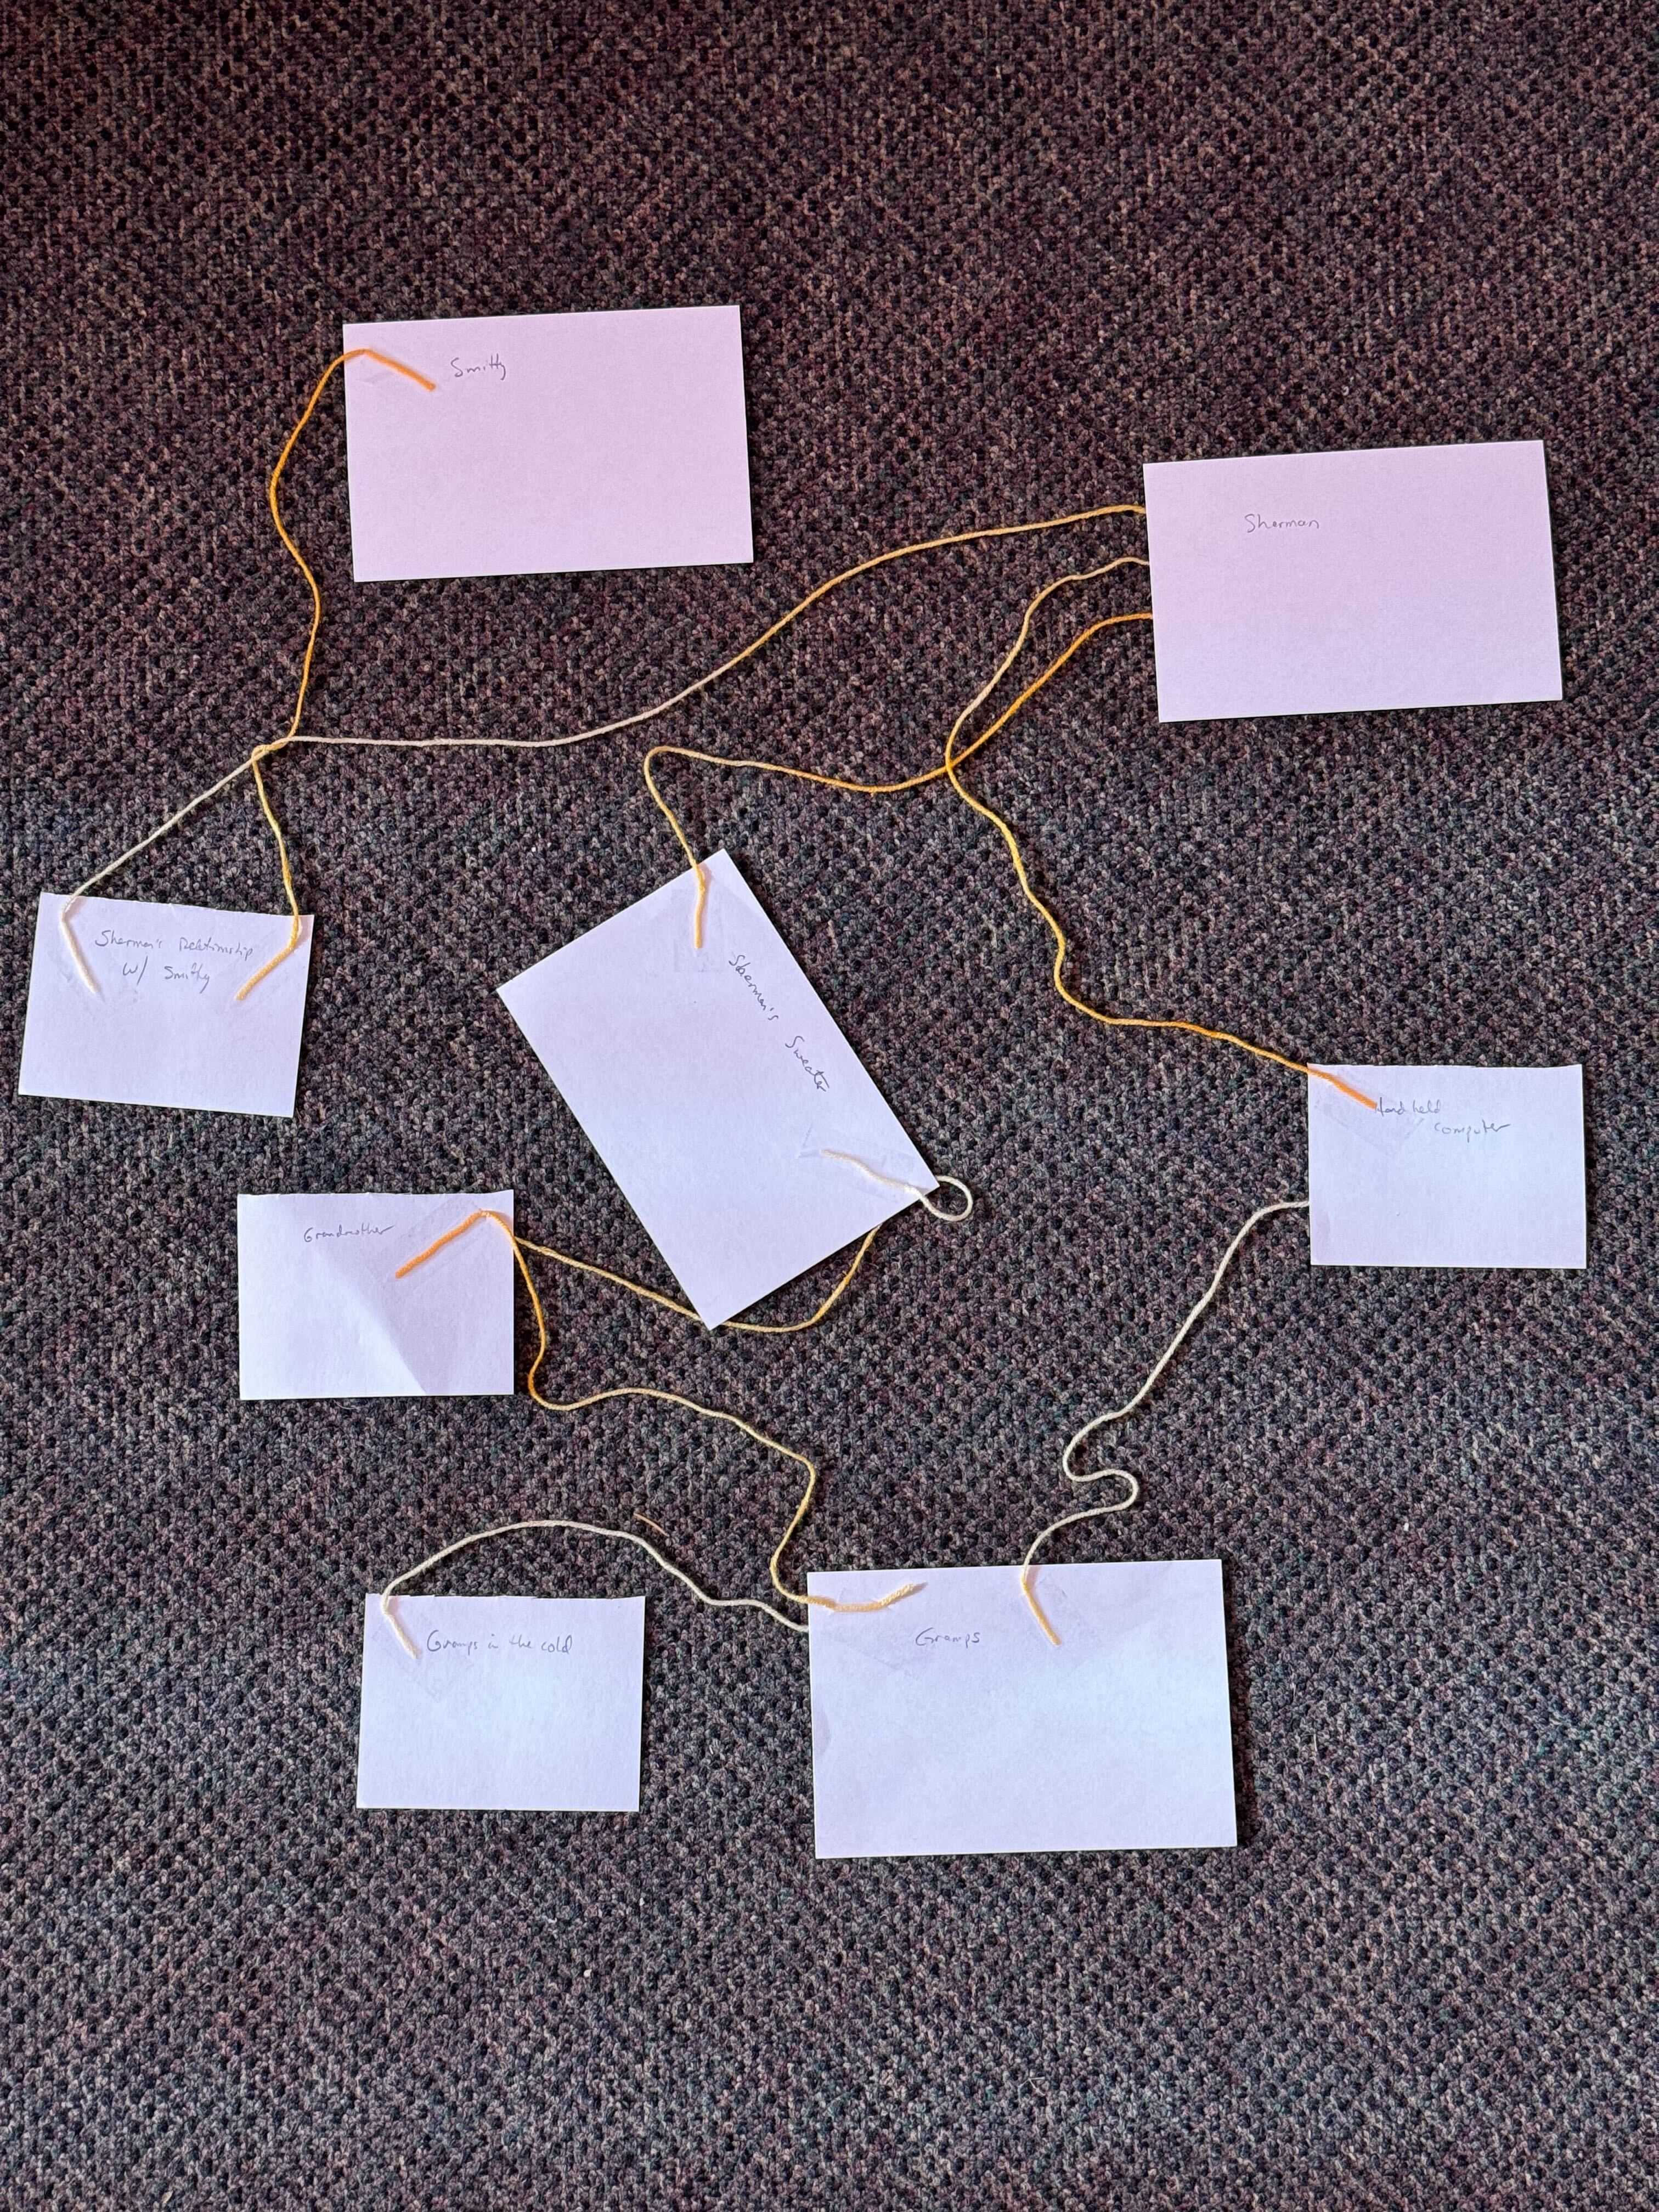 Smitty
Sherman
Sherman's Relationship
w/ Smitty
Sherman's Sweater
Hand held
computer
Grandmother
Gramps in the cold
Gramps